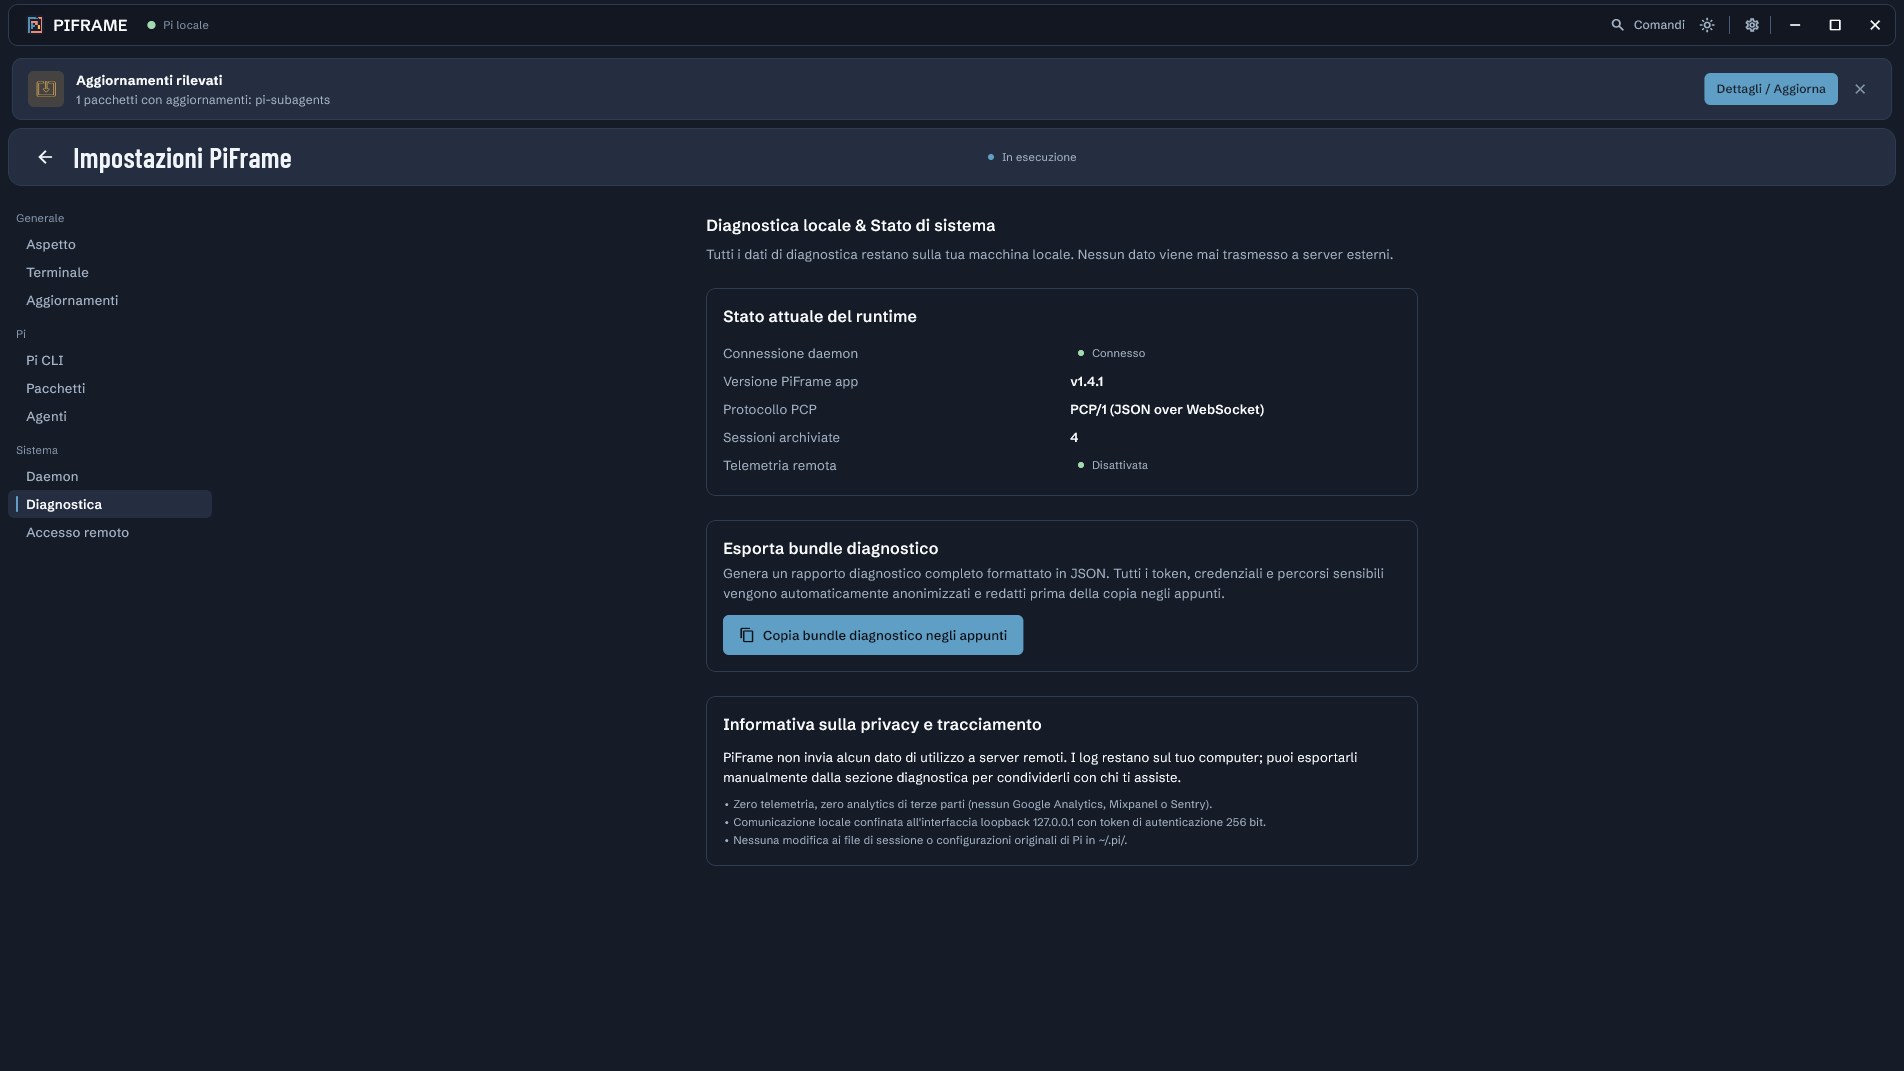 PIFRAME
Pi locale
Comandi
Aggiornamenti rilevati
1 pacchetti con aggiornamenti: pi-subagents
Dettagli / Aggiorna
Impostazioni PiFrame
In esecuzione
Generale
Aspetto
Terminale
Aggiornamenti
Pi
Pi CLI
Pacchetti
Agenti
Sistema
Daemon
Diagnostica
Accesso remoto
Diagnostica locale & Stato di sistema
Tutti i dati di diagnostica restano sulla tua macchina locale. Nessun dato viene mai trasmesso a server esterni.
Stato attuale del runtime
Connessione daemon
Connesso
Versione PiFrame app
v1.4.1
Protocollo PCP
PCP/1 (JSON over WebSocket)
Sessioni archiviate
4
Telemetria remota
Disattivata
Esporta bundle diagnostico
Genera un rapporto diagnostico completo formattato in JSON. Tutti i token, credenziali e percorsi sensibili
vengono automaticamente anonimizzati e redatti prima della copia negli appunti.
Copia bundle diagnostico negli appunti
Informativa sulla privacy e tracciamento
PiFrame non invia alcun dato di utilizzo a server remoti. I log restano sul tuo computer; puoi esportarli
manualmente dalla sezione diagnostica per condividerli con chi ti assiste.
• Zero telemetria, zero analytics di terze parti (nessun Google Analytics, Mixpanel o Sentry).
• Comunicazione locale confinata all'interfaccia loopback 127.0.0.1 con token di autenticazione 256 bit.
• Nessuna modifica ai file di sessione o configurazioni originali di Pi in ~/.pi/.